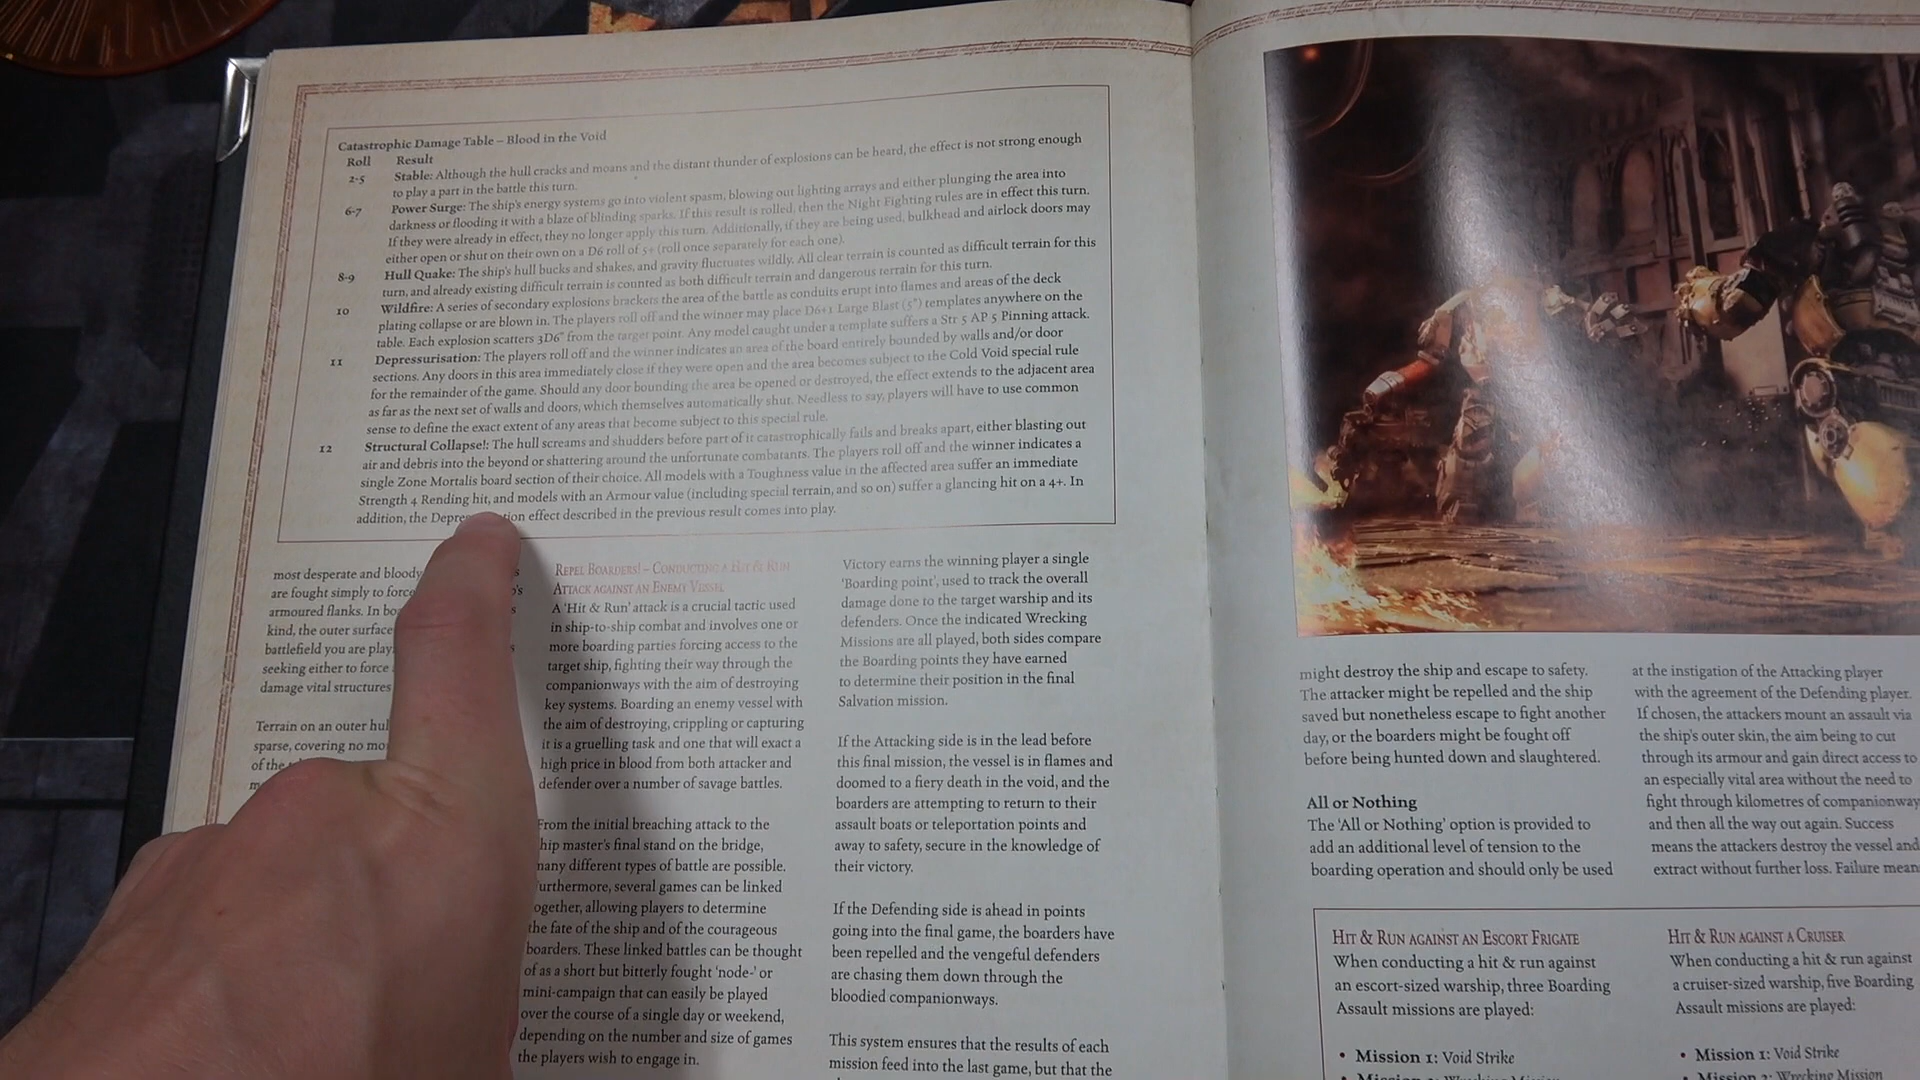 Catastrophic Damage Table – Blood in the Void
Roll Result
2-5 Stable: Although the hull cracks and moans and the distant thunder of explosions can be heard, the effect is not strong enough
to play a part in the battle this turn.
6-7 Power Surge: The ship's energy systems go into violent spasm, blowing out lighting arrays and either plunging the area into
darkness or flooding it with a blaze of blinding sparks. If this result is rolled, then the Night Fighting rules are in effect this turn.
If they were already in effect, they no longer apply this turn. Additionally, if they are being used, bulkhead and airlock doors may
either open or shut on their own on a D6 roll of 5+ (roll once separately for each one).
8-9 Hull Quake: The ship's hull bucks and shakes, and gravity fluctuates wildly. All clear terrain is counted as difficult terrain for this
turn, and already existing difficult terrain is counted as both difficult terrain and dangerous terrain for this turn.
10 Wildfire: A series of secondary explosions brackets the area of the battle as conduits erupt into flames and areas of the deck
plating collapse or are blown in. The players roll off and the winner may place D6+1 Large Blast (5") templates anywhere on the
table. Each explosion scatters 3D6" from the target point. Any model caught under a template suffers a Str 5 AP 5 Pinning attack.
11 Depressurisation: The players roll off and the winner indicates an area of the board entirely bounded by walls and/or door
sections. Any doors in this area immediately close if they were open and the area becomes subject to the Cold Void special rule
for the remainder of the game. Should any door bounding the area be opened or destroyed, the effect extends to the adjacent area
as far as the next set of walls and doors, which themselves automatically shut. Needless to say, players will have to use common
sense to define the exact extent of any areas that become subject to this special rule.
12 Structural Collapse!: The hull screams and shudders before part of it catastrophically fails and breaks apart, either blasting out
air and debris into the beyond or shattering around the unfortunate combatants. The players roll off and the winner indicates a
single Zone Mortalis board section of their choice. All models with a Toughness value in the affected area suffer an immediate
Strength 4 Rending hit, and models with an Armour value (including special terrain, and so on) suffer a glancing hit on a 4+. In
addition, the effect described in the previous result comes into play.
most desperate and bloody
are fought simply to force
armoured flanks. In
kind, the outer surface
battlefield you are
seeking either to force
damage vital structures
Terrain on an outer
sparse, covering no
of the
Repel Boarders! – Conducting a Hit & Run
Attack against an Enemy Vessel
A 'Hit & Run' attack is a crucial tactic used
in ship-to-ship combat and involves one or
more boarding parties forcing access to the
target ship, fighting their way through the
companionways with the aim of destroying
key systems. Boarding an enemy vessel with
the aim of destroying, crippling or capturing
it is a gruelling task and one that will exact a
high price in blood from both attacker and
defender over a number of savage battles.
From the initial breaching attack to the
ship master's final stand on the bridge,
many different types of battle are possible.
Furthermore, several games can be linked
together, allowing players to determine
the fate of the ship and of the courageous
boarders. These linked battles can be thought
of as a short but bitterly fought 'node-' or
mini-campaign that can easily be played
over the course of a single day or weekend,
depending on the number and size of games
the players wish to engage in.
Victory earns the winning player a single
'Boarding point', used to track the overall
damage done to the target warship and its
defenders. Once the indicated Wrecking
Missions are all played, both sides compare
the Boarding points they have earned
to determine their position in the final
Salvation mission.
If the Attacking side is in the lead before
this final mission, the vessel is in flames and
doomed to a fiery death in the void, and the
boarders are attempting to return to their
assault boats or teleportation points and
away to safety, secure in the knowledge of
their victory.
If the Defending side is ahead in points
going into the final game, the boarders have
been repelled and the vengeful defenders
are chasing them down through the
bloodied companionways.
This system ensures that the results of each
mission feed into the last game, but that the
might destroy the ship and escape to safety.
The attacker might be repelled and the ship
saved but nonetheless escape to fight another
day, or the boarders might be fought off
before being hunted down and slaughtered.
All or Nothing
The 'All or Nothing' option is provided to
add an additional level of tension to the
boarding operation and should only be used
at the instigation of the Attacking player
with the agreement of the Defending player.
If chosen, the attackers mount an assault via
the ship's outer skin, the aim being to cut
through its armour and gain direct access to
an especially vital area without the need to
fight through kilometres of companionway
and then all the way out again. Success
means the attackers destroy the vessel and
extract without further loss. Failure mean
Hit & Run against an Escort Frigate
When conducting a hit & run against
an escort-sized warship, three Boarding
Assault missions are played:
• Mission 1: Void Strike
Hit & Run against a Cruiser
When conducting a hit & run against
a cruiser-sized warship, five Boarding
Assault missions are played:
• Mission 1: Void Strike
• Mission 2: Wrecking Mission